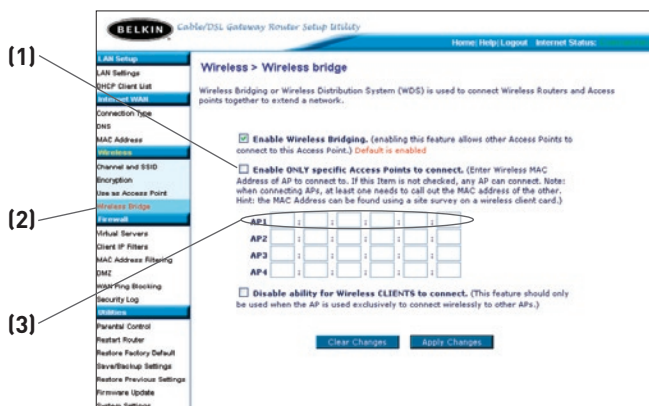 BELKIN
Cable/DSL Gateway Router Setup Utility
Home|Help|Logout Internet Status:
(1)
(2)
(3)
LAN Setup
LAN Settings
DHCP Client List
Internet WAN
Connection Type
DNS
MAC Address
Wireless
Channel and SSID
Encryption
Use as Access Point
Wireless Bridge
Firewall
Virtual Servers
Client IP Filters
MAC Address Filtering
DMZ
WAN Ping Blocking
Security Log
Utilities
Parental Control
Restart Router
Restore Factory Default
Save/Backup Settings
Restore Previous Settings
Firmware Update
System Settings
Wireless > Wireless bridge
Wireless Bridging or Wireless Distribution System (WDS) is used to connect Wireless Routers and Access
points together to extend a network.
Enable Wireless Bridging. (enabling this feature allows other Access Points to
connect to this Access Point.) Default is enabled
Enable ONLY specific Access Points to connect. (Enter Wireless MAC
Address of AP to connect to. If this Item is not checked, any AP can connect. Note:
when connecting APs, at least one needs to call out the MAC address of the other.
Hint: the MAC Address can be found using a site survey on a wireless client card.)
AP1 : : : : :
AP2 : : : : :
AP3 : : : : :
AP4 : : : : :
Disable ability for Wireless CLIENTS to connect. (This feature should only
be used when the AP is used exclusively to connect wirelessly to other APs.)
Clear Changes Apply Changes